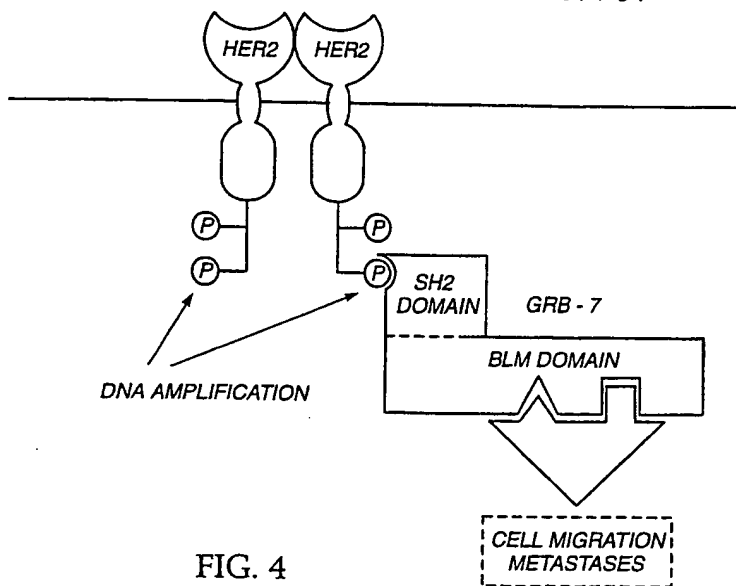 HER2 HER2
P P
P P
SH2
DOMAIN
GRB - 7
BLM DOMAIN
DNA AMPLIFICATION
CELL MIGRATION
METASTASES
FIG. 4